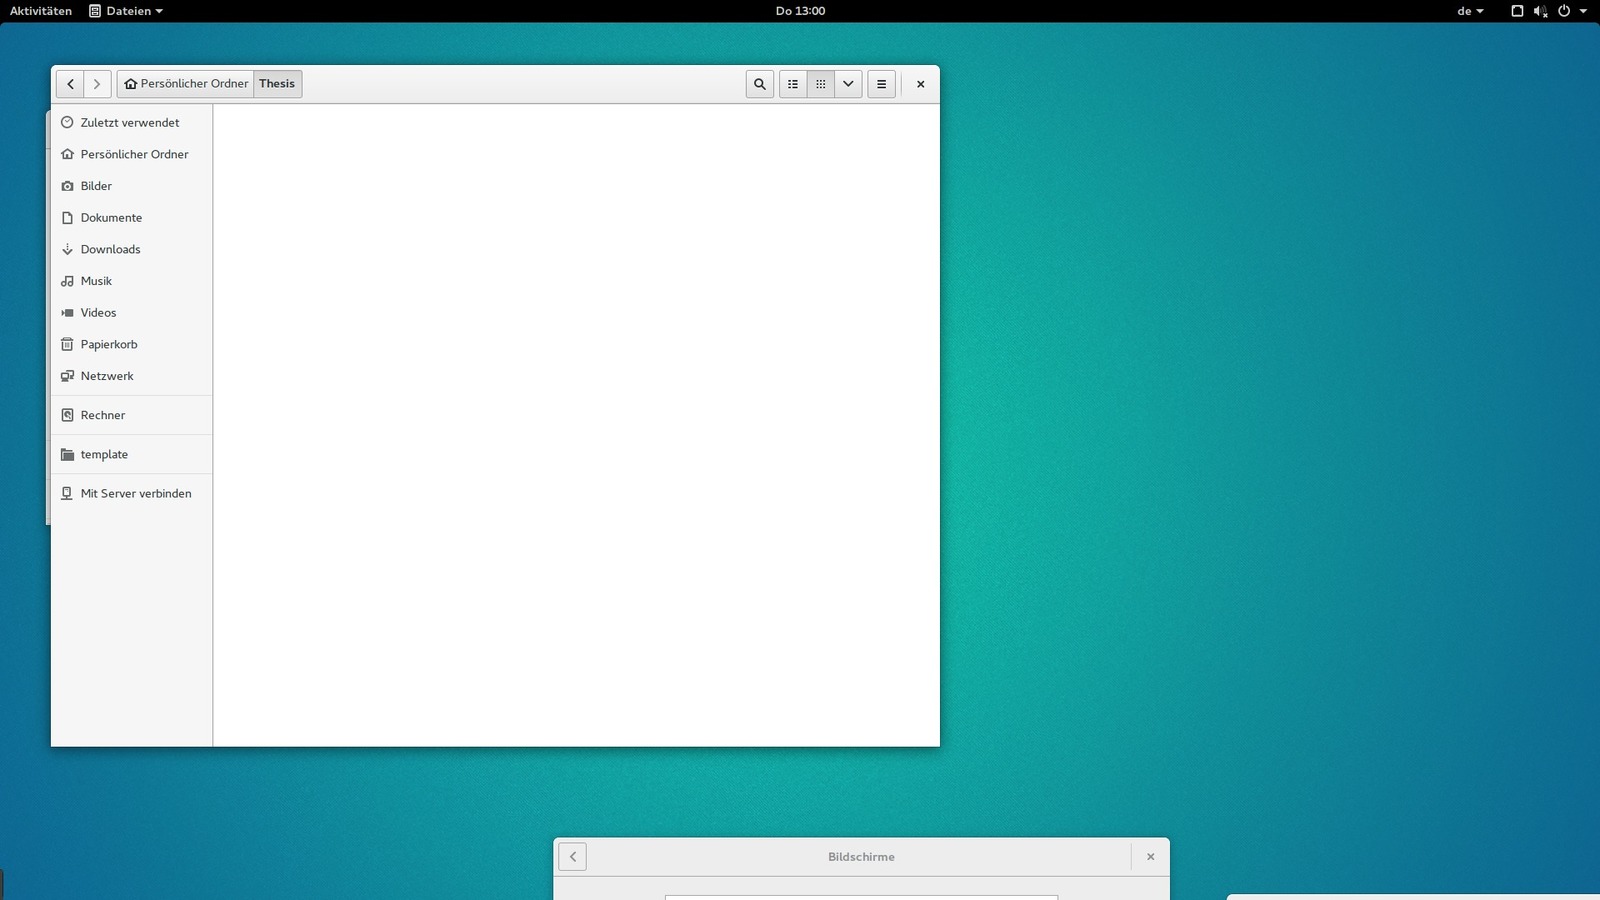 Aktivitäten Dateien Do 13:00 de
Persönlicher Ordner Thesis
Zuletzt verwendet
Persönlicher Ordner
Bilder
Dokumente
Downloads
Musik
Videos
Papierkorb
Netzwerk
Rechner
template
Mit Server verbinden
Bildschirme